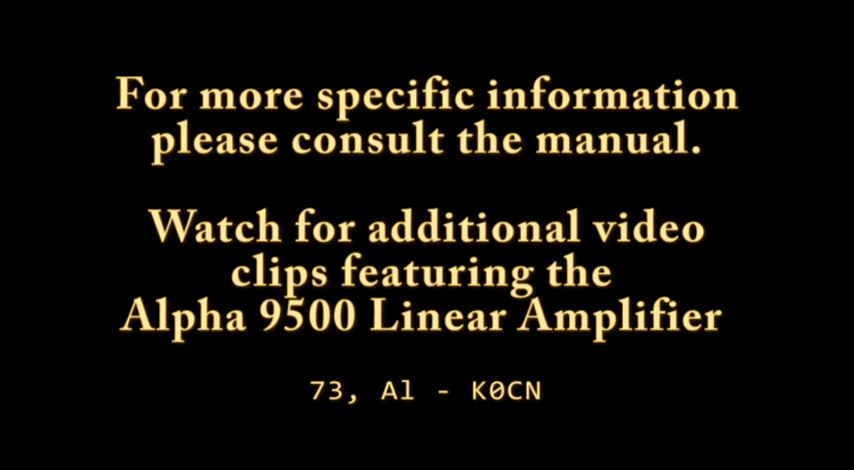 For more specific information
please consult the manual.
Watch for additional video
clips featuring the
Alpha 9500 Linear Amplifier
73, Al - K0CN